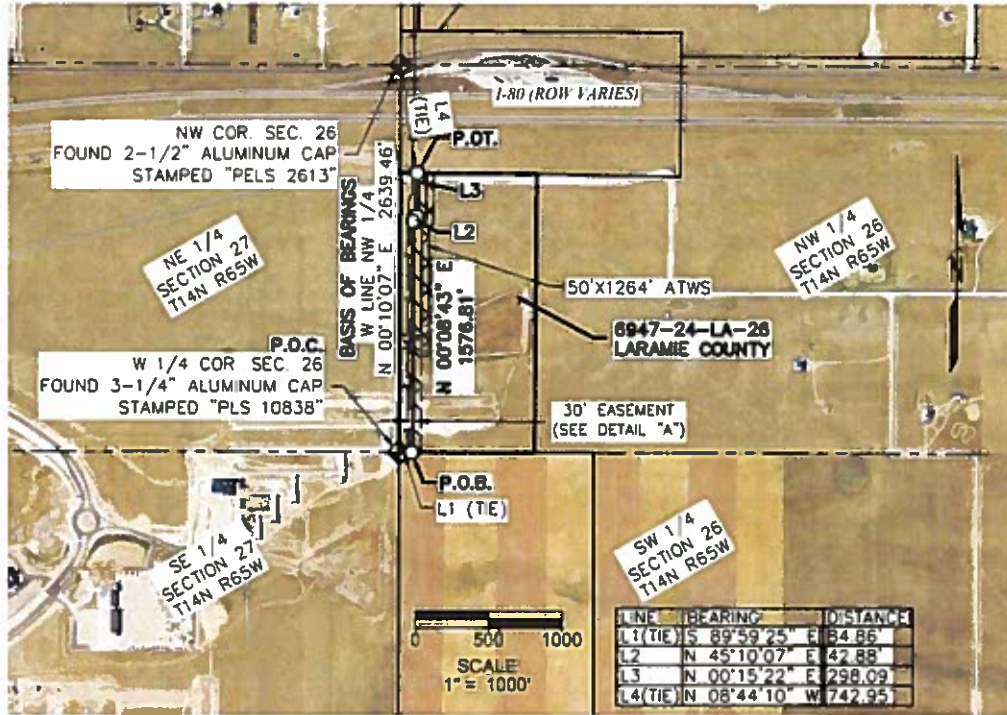 I-80 (ROW VARIES)
L4
(TIE)
NW COR. SEC. 26
FOUND 2-1/2" ALUMINUM CAP
STAMPED "PELS 2613"
P.OT.
L3
L2
BASIS OF BEARINGS
W LINE NW 1/4
N 00°10'07" E 2639.46'
NE 1/4
SECTION 27
T14N R65W
NW 1/4
SECTION 26
T14N R65W
N
50'X1264' ATWS
N 00°08'43" E
1576.81'
6947-24-LA-26
LARAMIE COUNTY
P.O.C.
W 1/4 COR SEC. 26
FOUND 3-1/4" ALUMINUM CAP
STAMPED "PLS 10838"
30' EASEMENT
(SEE DETAIL "A")
P.O.B.
L1 (TIE)
SE 1/4
SECTION 27
T14N R65W
SW 1/4
SECTION 26
T14N R65W
0 500 1000
SCALE
1" = 1000'
LINE BEARING DISTANCE
L1(TIE) S 89°59'25" E 84.86'
L2 N 45°10'07" E 42.88'
L3 N 00°15'22" E 298.09'
L4(TIE) N 08°44'10" W 742.95'